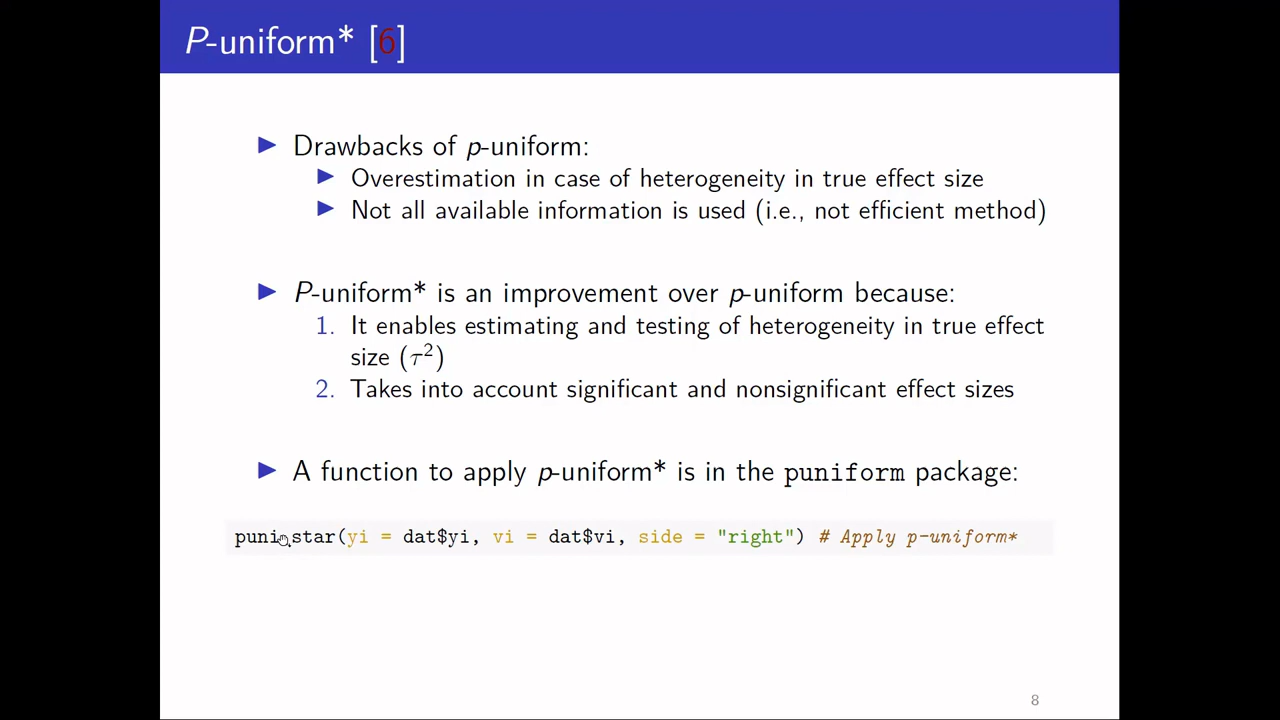 P-uniform* [6]
Drawbacks of p-uniform:
Overestimation in case of heterogeneity in true effect size
Not all available information is used (i.e., not efficient method)
P-uniform* is an improvement over p-uniform because:
1. It enables estimating and testing of heterogeneity in true effect
size (τ²)
2. Takes into account significant and nonsignificant effect sizes
A function to apply p-uniform* is in the puniform package:
puni_star(yi = dat$yi, vi = dat$vi, side = "right") # Apply p-uniform*
8